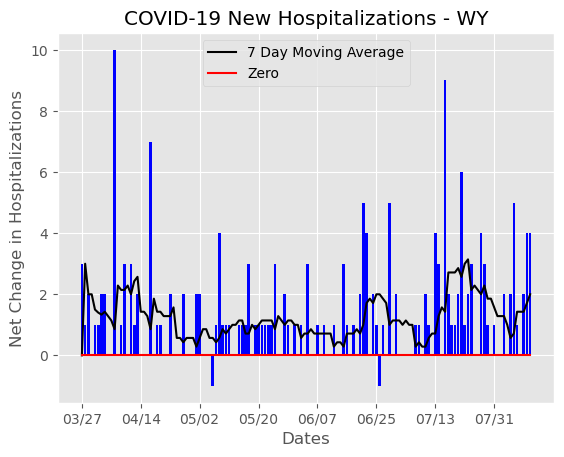 COVID-19 New Hospitalizations - WY
7 Day Moving Average
Zero
Net Change in Hospitalizations
10
8
6
4
2
0
03/27 04/14 05/02 05/20 06/07 06/25 07/13 07/31
Dates